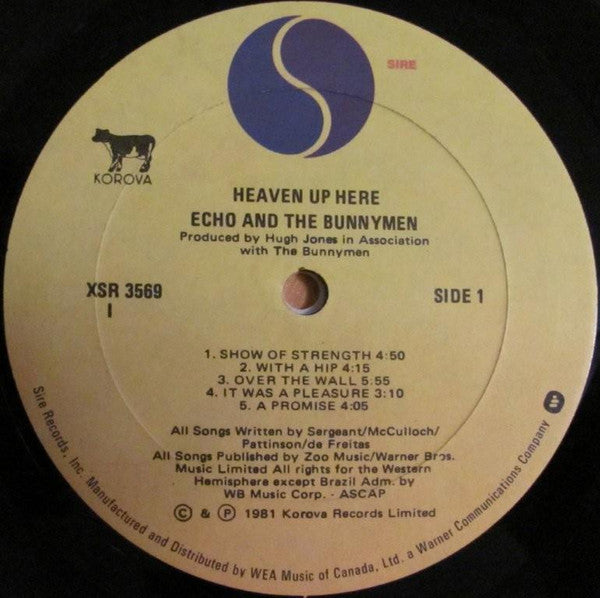 SIRE
KOROVA
HEAVEN UP HERE
ECHO AND THE BUNNYMEN
Produced by Hugh Jones in Association
with The Bunnymen
XSR 3569
I
SIDE 1
1. SHOW OF STRENGTH 4:50
2. WITH A HIP 4:15
3. OVER THE WALL 5:55
4. IT WAS A PLEASURE 3:10
5. A PROMISE 4:05
All Songs Written by Sergeant/McCulloch/
Pattinson/de Freitas
All Songs Published by Zoo Music/Warner Bros.
Music Limited All rights for the Western
Hemisphere except Brazil Adm. by
WB Music Corp. - ASCAP
© & ℗ 1981 Korova Records Limited
Sire Records, Inc. Manufactured and Distributed by WEA Music of Canada, Ltd. a Warner Communications Company